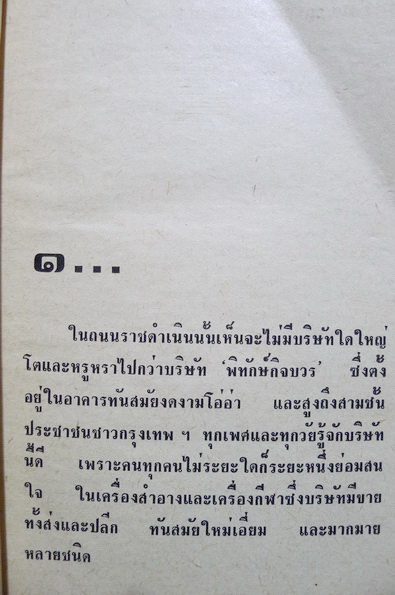 ๑...
ในถนนราชดำเนินนั้นเห็นจะไม่มีบริษัทใดใหญ่
โตและหรูหราไปกว่าบริษัท ‘พิทักษ์กิจบวร’ ซึ่งตั้ง
อยู่ในอาคารทันสมัยงดงามโอ่อ่า และสูงถึงสามชั้น
ประชาชนชาวกรุงเทพ ฯ ทุกเพศและทุกวัยรู้จักบริษัท
นี้ดี เพราะคนทุกคนไม่ระยะใดก็ระยะหนึ่งย่อมสน
ใจ ในเครื่องสำอางและเครื่องกีฬาซึ่งบริษัทมีขาย
ทั้งส่งและปลีก ทันสมัยใหม่เอี่ยม และมากมาย
หลายชนิด